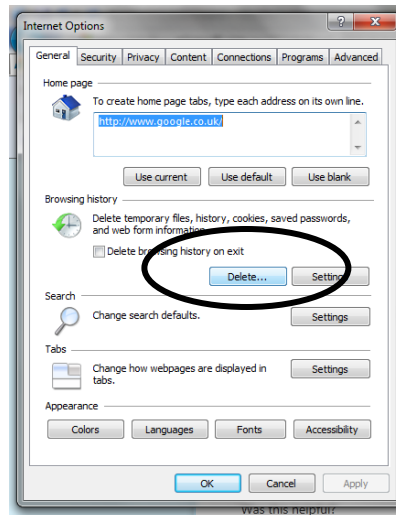 Internet Options
General Security Privacy Content Connections Programs Advanced
Home page
To create home page tabs, type each address on its own line.
http://www.google.co.uk/
Use current Use default Use blank
Browsing history
Delete temporary files, history, cookies, saved passwords,
and web form information.
Delete browsing history on exit
Delete... Settings
Search
Change search defaults. Settings
Tabs
Change how webpages are displayed in Settings
tabs.
Appearance
Colors Languages Fonts Accessibility
OK Cancel Apply
Was this helpful?